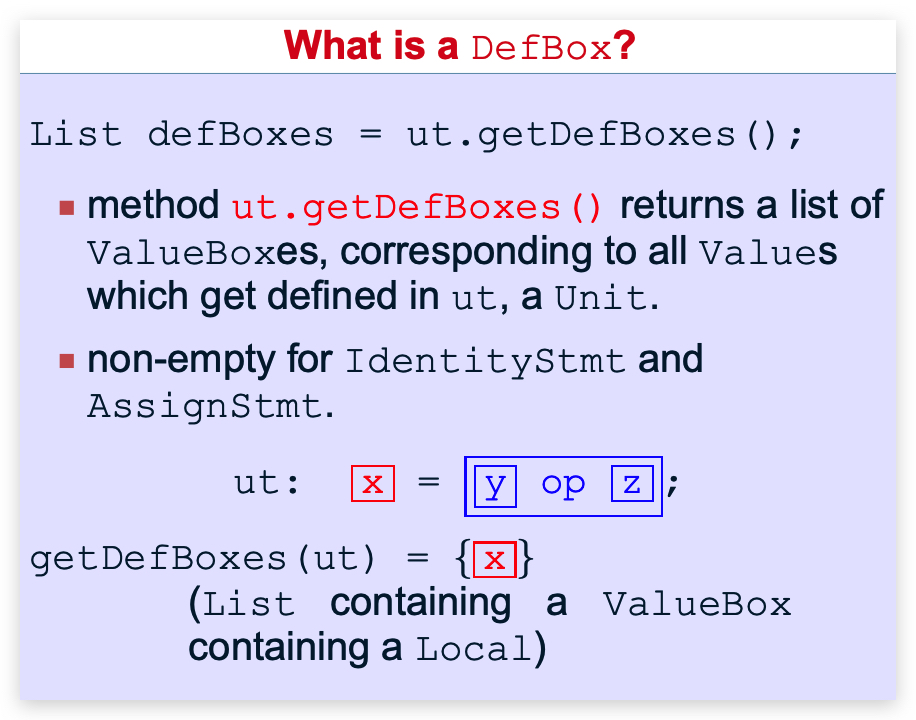 What is a DefBox?
List defBoxes = ut.getDefBoxes();
■ method ut.getDefBoxes() returns a list of
ValueBoxes, corresponding to all Values
which get defined in ut, a Unit.
■ non-empty for IdentityStmt and
AssignStmt.
ut: x = y op z;
getDefBoxes(ut) = {x}
(List containing a ValueBox
containing a Local)